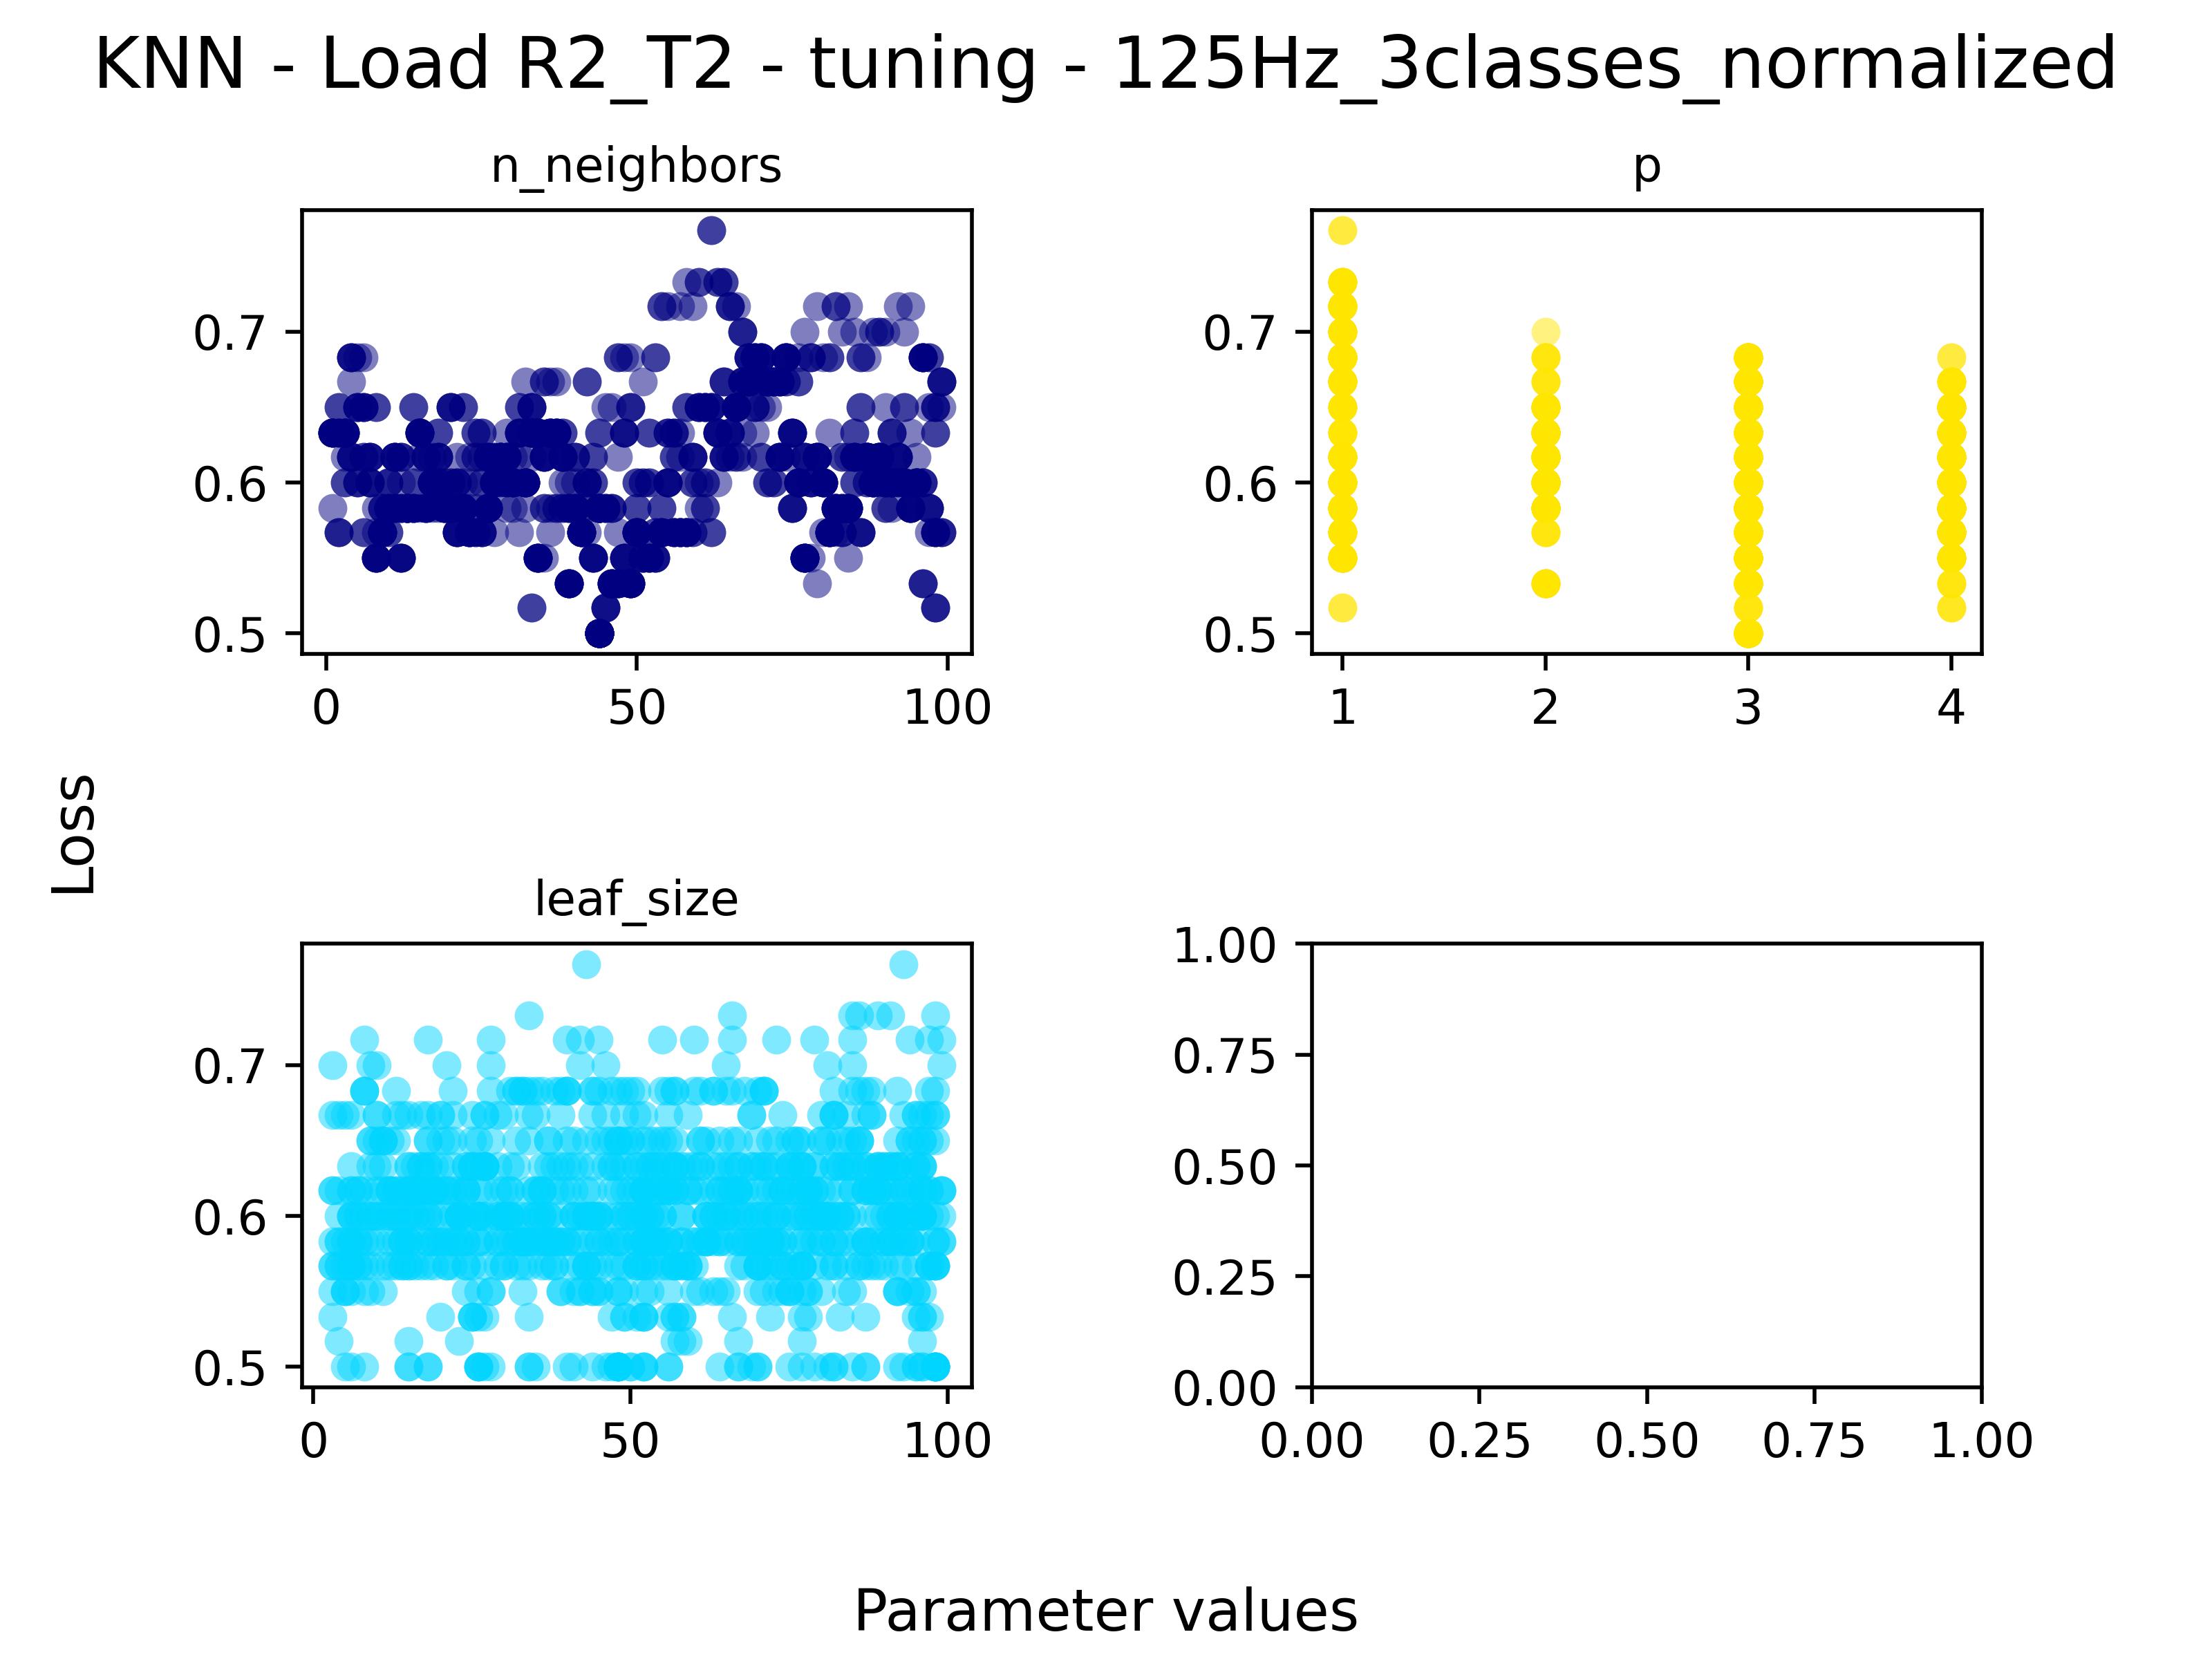 KNN - Load R2_T2 - tuning - 125Hz_3classes_normalized
n_neighbors
0.7
0.6
0.5
0 50 100
p
0.7
0.6
0.5
1 2 3 4
Loss
leaf_size
0.7
0.6
0.5
0 50 100
1.00
0.75
0.50
0.25
0.00
0.00 0.25 0.50 0.75 1.00
Parameter values